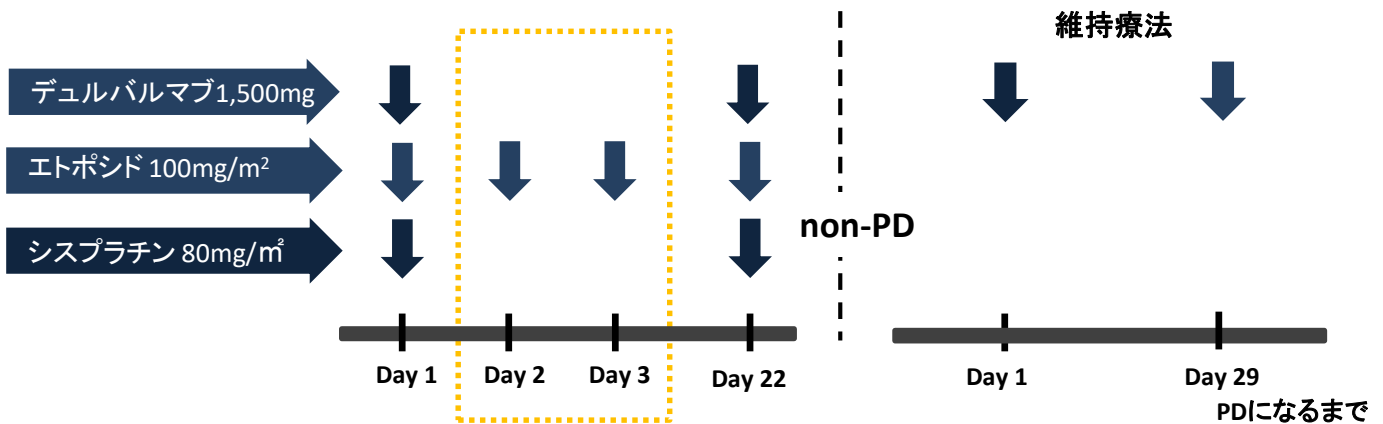 維持療法
デュルバルマブ1,500mg
エトポシド 100mg/m²
シスプラチン 80mg/㎡
non-PD
Day 1
Day 2
Day 3
Day 22
Day 1
Day 29
PDになるまで